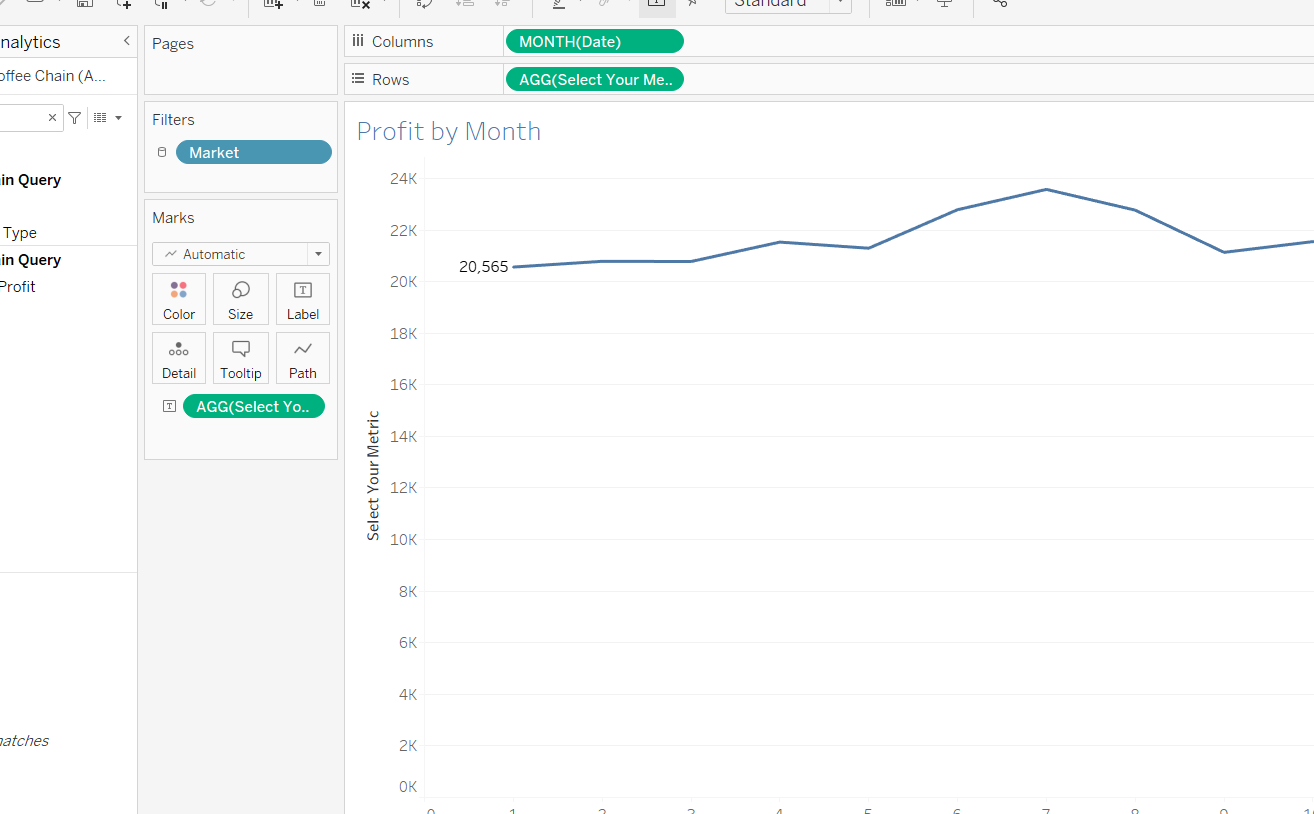 Standard
nalytics
Pages
Columns
MONTH(Date)
offee Chain (A...
Rows
AGG(Select Your Me..
Filters
Market
Profit by Month
in Query
Type
in Query
Profit
Marks
Automatic
Color
Size
Label
Detail
Tooltip
Path
AGG(Select Yo..
24K
22K
20,565
20K
18K
16K
14K
12K
10K
8K
6K
4K
2K
0K
Select Your Metric
natches
0 1 2 3 4 5 6 7 8 9 10